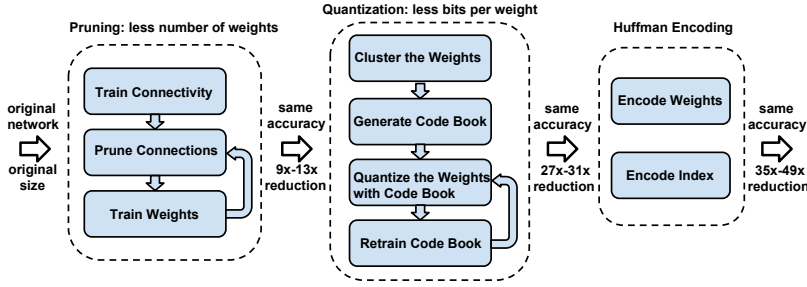 Pruning: less number of weights
Train Connectivity
Prune Connections
Train Weights
original
network
original
size
same
accuracy
9x-13x
reduction
Quantization: less bits per weight
Cluster the Weights
Generate Code Book
Quantize the Weights
with Code Book
Retrain Code Book
same
accuracy
27x-31x
reduction
Huffman Encoding
Encode Weights
Encode Index
same
accuracy
35x-49x
reduction